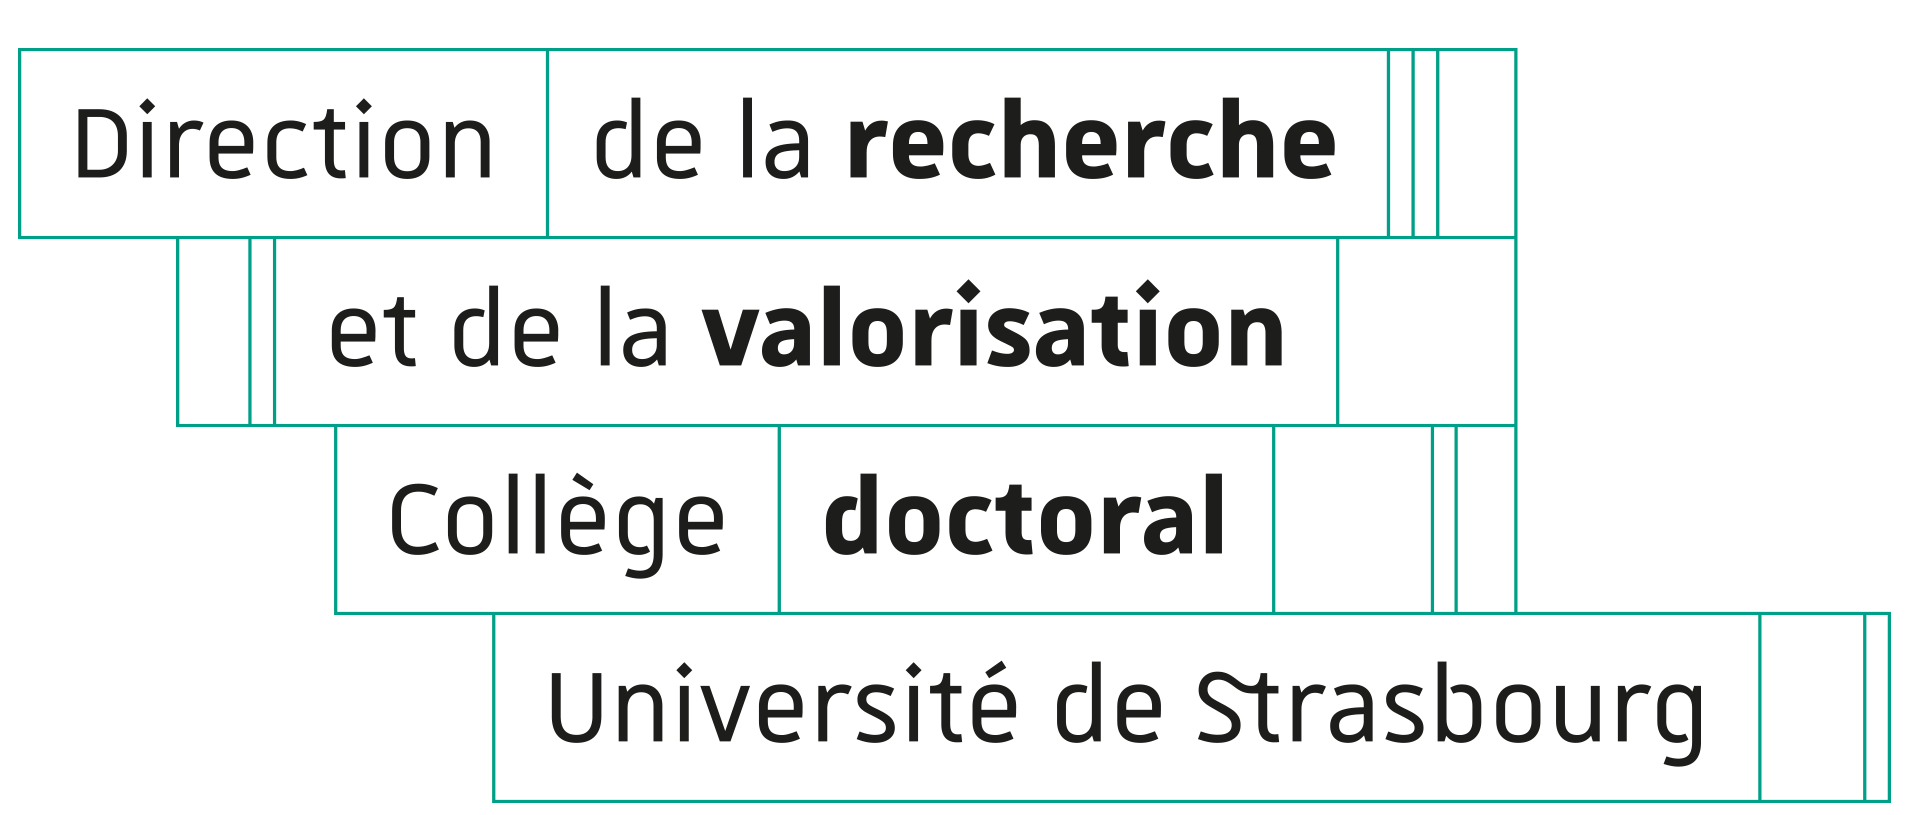 Direction de la recherche
et de la valorisation
Collège doctoral
Université de Strasbourg